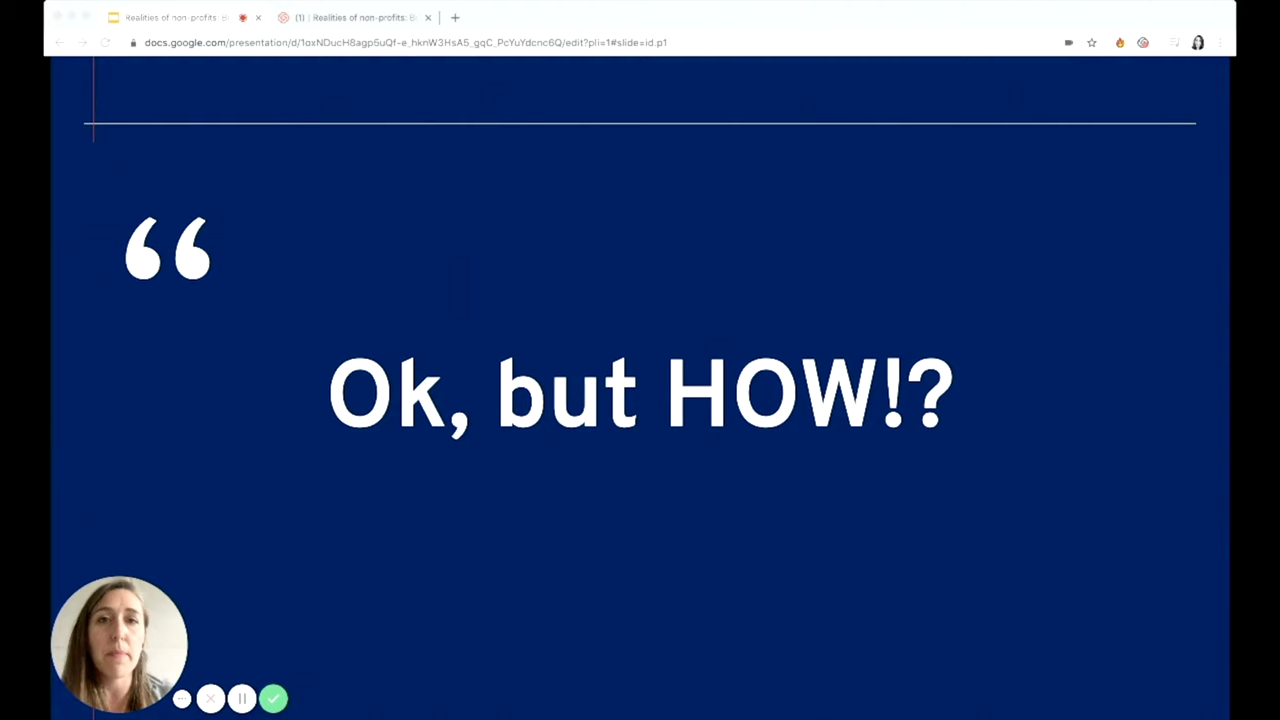 Realities of non-profits: B
(1) | Realities of non-profits: B
docs.google.com/presentation/d/1oxNDucH8agp5uQf-e_hknW3HsA5_gqC_PcYuYdcnc6Q/edit?pli=1#slide=id.p1
“
Ok, but HOW!?